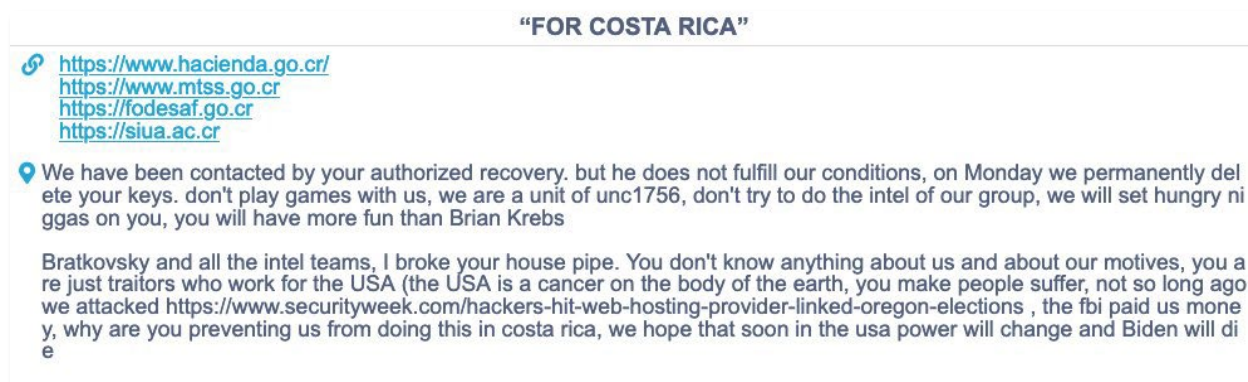 “FOR COSTA RICA”
https://www.hacienda.go.cr/
https://www.mtss.go.cr
https://fodesaf.go.cr
https://siua.ac.cr
We have been contacted by your authorized recovery. but he does not fulfill our conditions, on Monday we permanently del
ete your keys. don't play games with us, we are a unit of unc1756, don't try to do the intel of our group, we will set hungry ni
ggas on you, you will have more fun than Brian Krebs
Bratkovsky and all the intel teams, I broke your house pipe. You don't know anything about us and about our motives, you a
re just traitors who work for the USA (the USA is a cancer on the body of the earth, you make people suffer, not so long ago
we attacked https://www.securityweek.com/hackers-hit-web-hosting-provider-linked-oregon-elections , the fbi paid us mone
y, why are you preventing us from doing this in costa rica, we hope that soon in the usa power will change and Biden will di
e